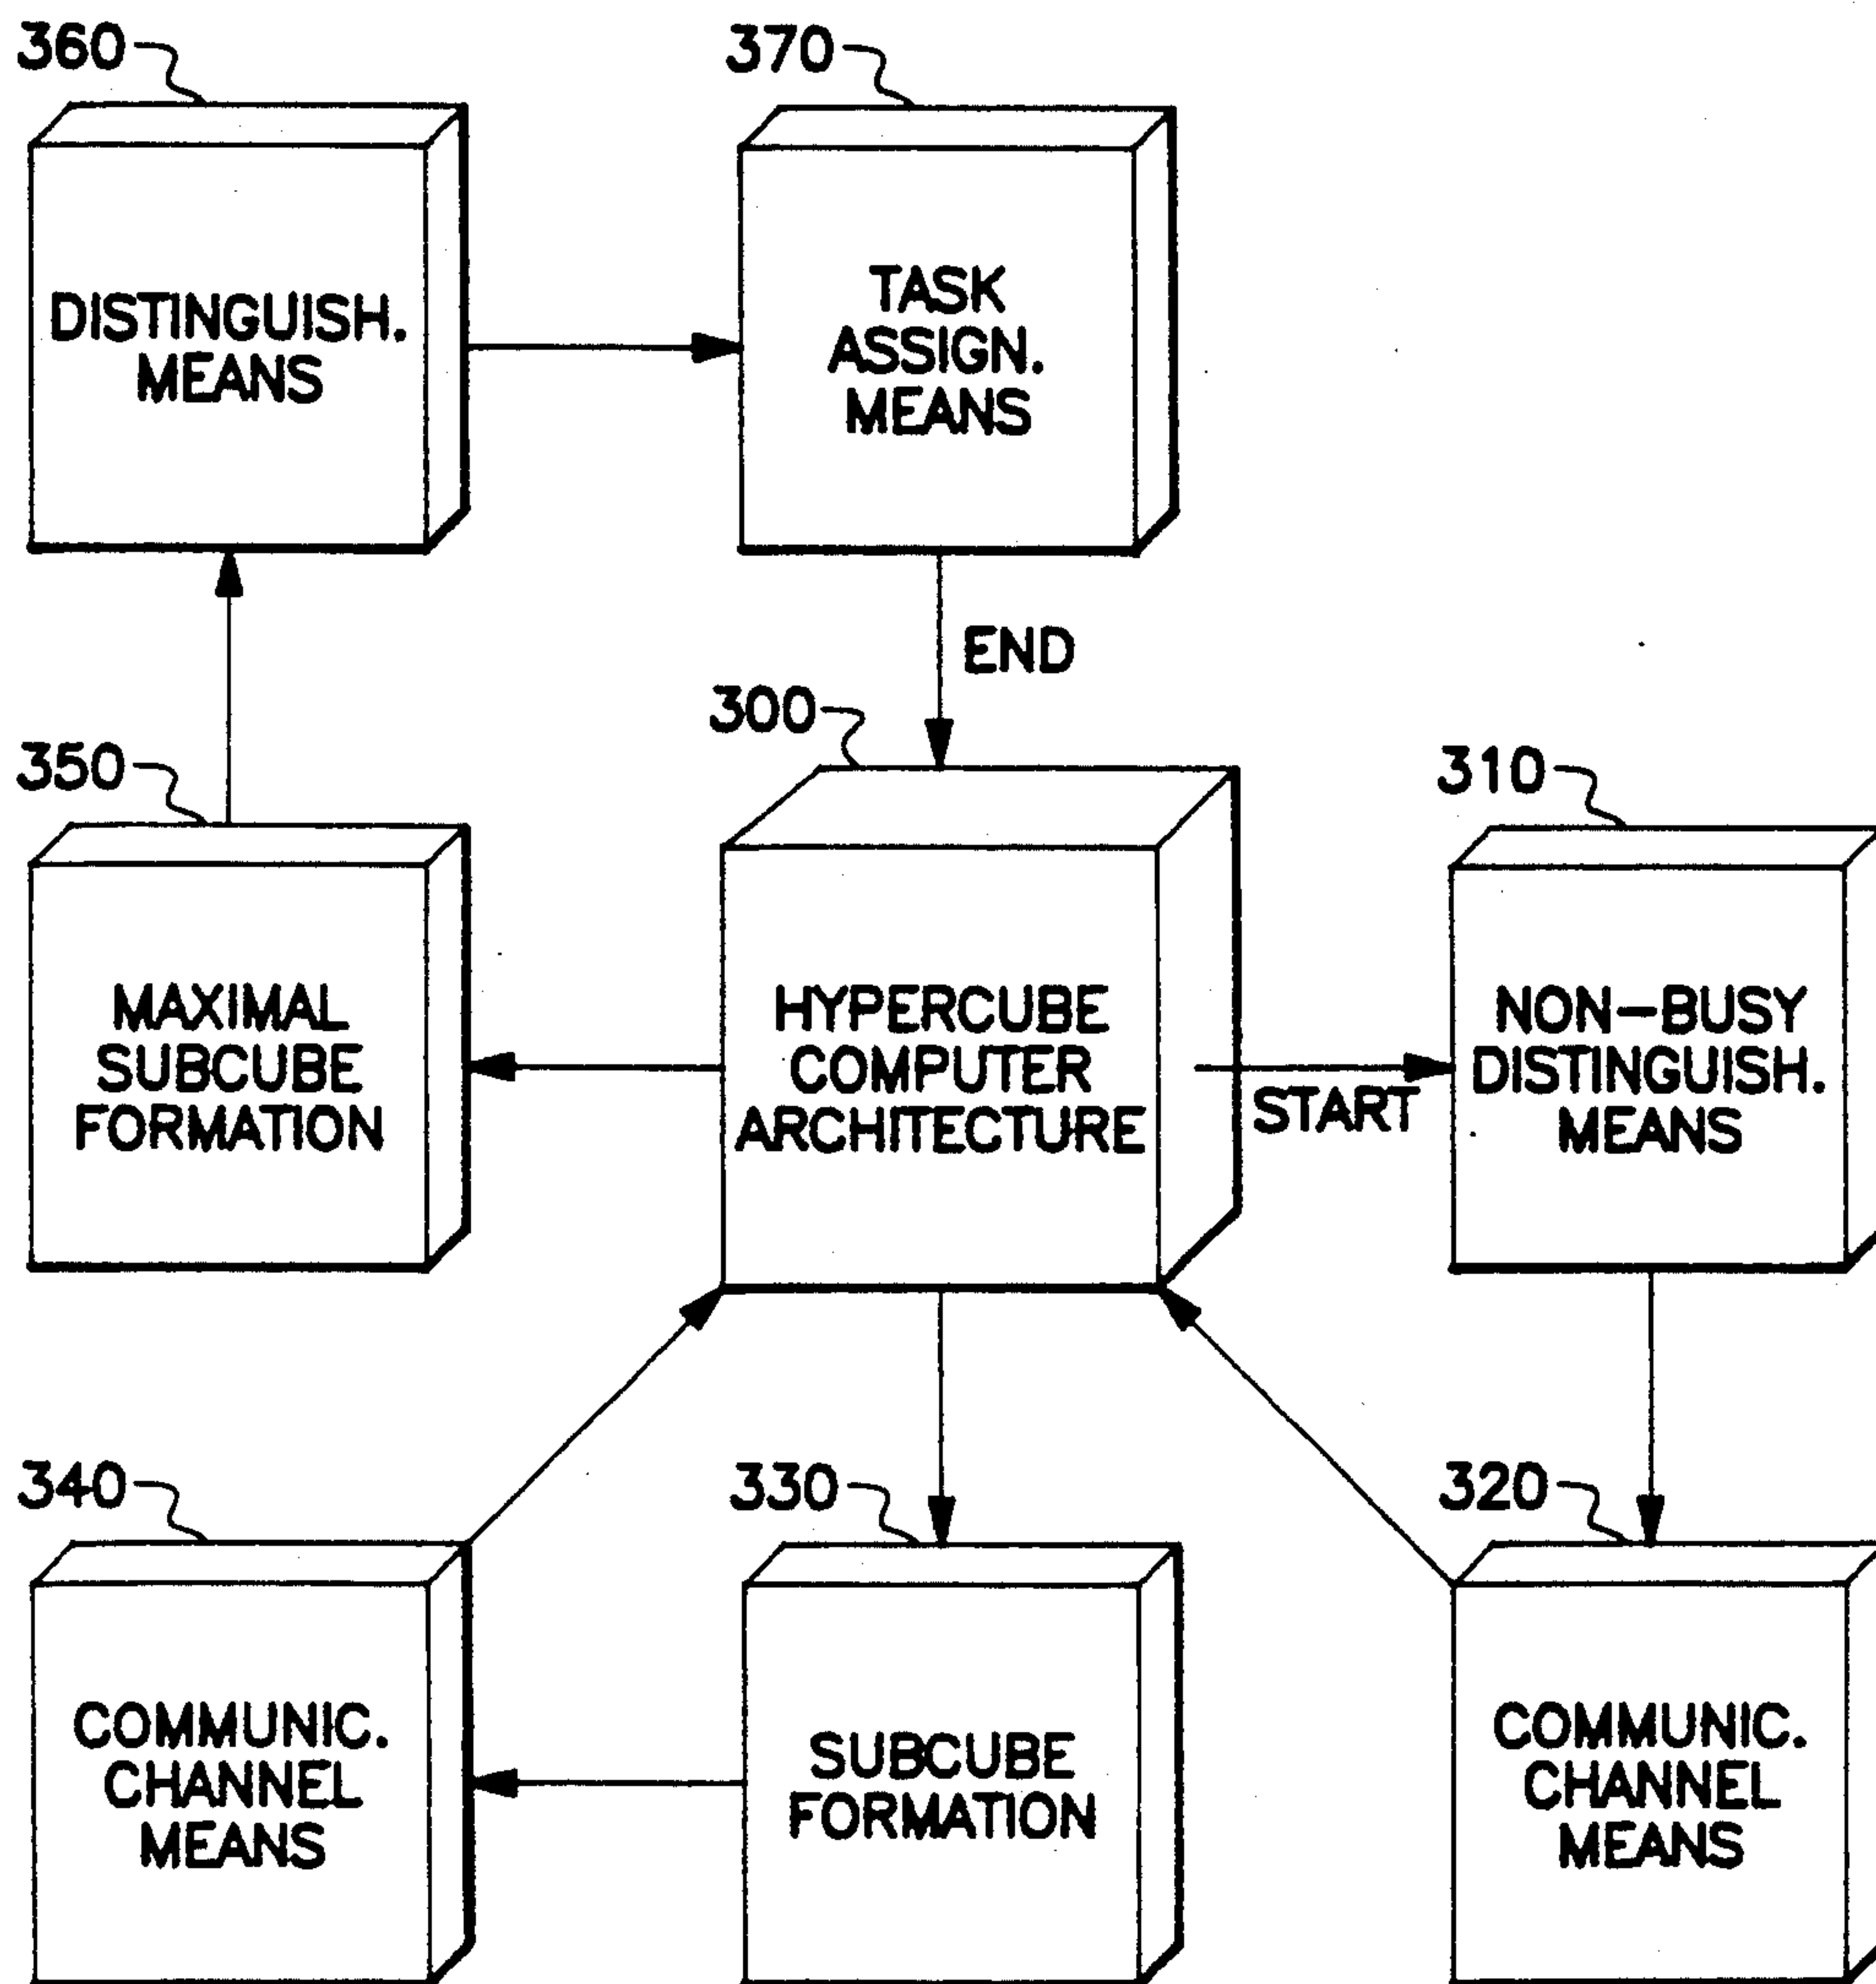 360
370
DISTINGUISH.
MEANS
TASK
ASSIGN.
MEANS
END
300
350
310
MAXIMAL
SUBCUBE
FORMATION
HYPERCUBE
COMPUTER
ARCHITECTURE
START
NON-BUSY
DISTINGUISH.
MEANS
340
330
320
COMMUNIC.
CHANNEL
MEANS
SUBCUBE
FORMATION
COMMUNIC.
CHANNEL
MEANS